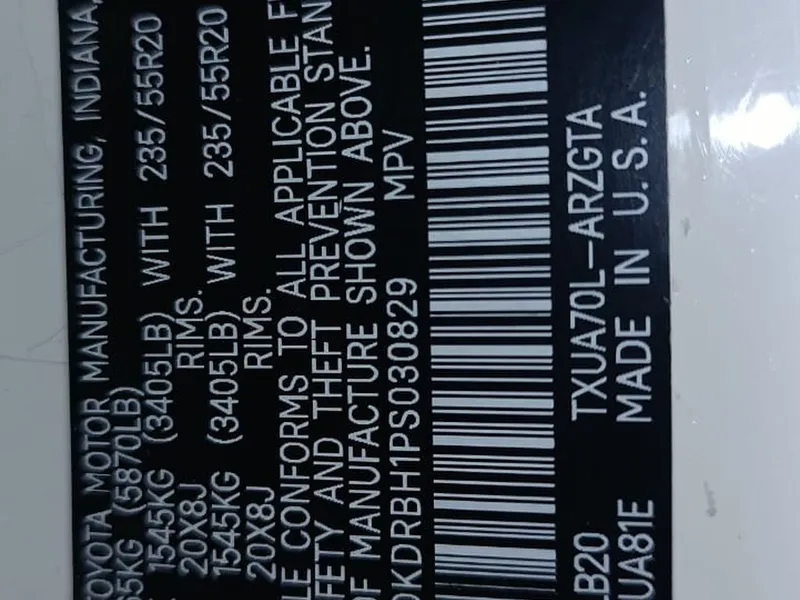 TOYOTA MOTOR MANUFACTURING, INDIANA,
5KG (5870LB)
1545KG (3405LB) WITH 235/55R20
20X8J RIMS.
1545KG (3405LB) WITH 235/55R20
20X8J RIMS.
LE CONFORMS TO ALL APPLICABLE F
FETY AND THEFT PREVENTION STAN
OF MANUFACTURE SHOWN ABOVE.
DKDRBH1PS030829 MPV
LB20 TXUA70L-ARZGTA
UA81E MADE IN U.S.A.